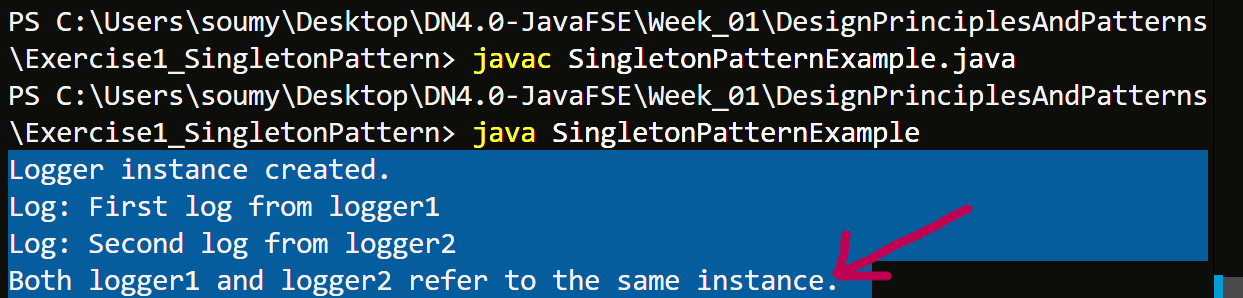 PS C:\Users\soumy\Desktop\DN4.0-JavaFSE\Week_01\DesignPrinciplesAndPatterns
\Exercise1_SingletonPattern> javac SingletonPatternExample.java
PS C:\Users\soumy\Desktop\DN4.0-JavaFSE\Week_01\DesignPrinciplesAndPatterns
\Exercise1_SingletonPattern> java SingletonPatternExample
Logger instance created.
Log: First log from logger1
Log: Second log from logger2
Both logger1 and logger2 refer to the same instance.